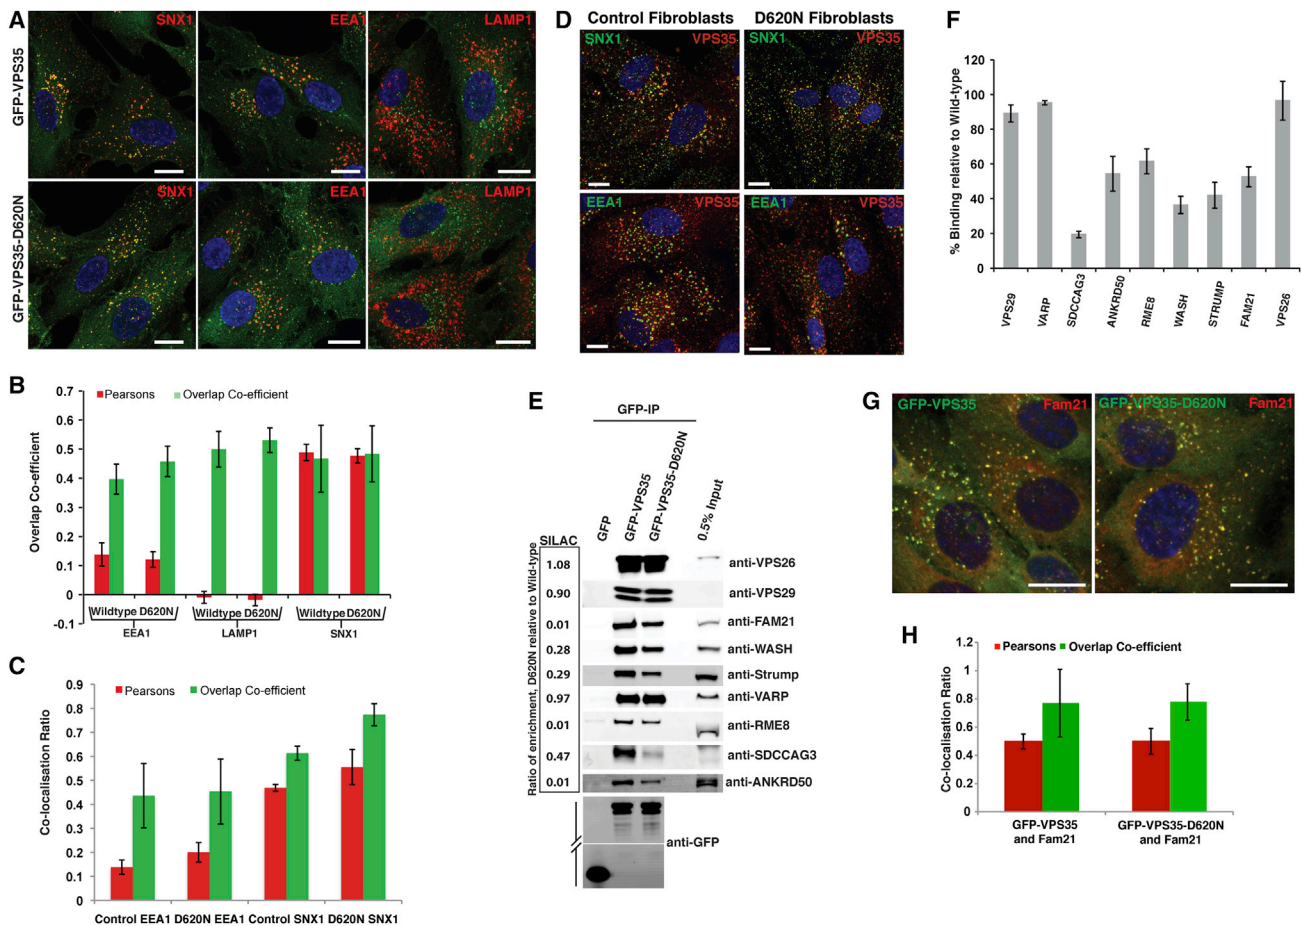 A
SNX1
EEA1
LAMP1
GFP-VPS35
SNX1
EEA1
LAMP1
GFP-VPS35-D620N
B
0.7
0.6
0.5
0.4
0.3
0.2
0.1
0
-0.1
Overlap Co-efficient
Pearsons
Overlap Co-efficient
Wildtype D620N
Wildtype D620N
Wildtype D620N
EEA1
LAMP1
SNX1
C
0.9
0.8
0.7
0.6
0.5
0.4
0.3
0.2
0.1
0
Co-localisation Ratio
Pearsons
Overlap Co-efficient
Control EEA1 D620N EEA1 Control SNX1 D620N SNX1
D
Control Fibroblasts
D620N Fibroblasts
SNX1
VPS35
SNX1
VPS35
EEA1
VPS35
EEA1
VPS35
E
GFP-IP
GFP
GFP-VPS35
GFP-VPS35-D620N
0.5% Input
SILAC
Ratio of enrichment, D620N relative to Wild-type
1.08
anti-VPS26
0.90
anti-VPS29
0.01
anti-FAM21
0.28
anti-WASH
0.29
anti-Strump
0.97
anti-VARP
0.01
anti-RME8
0.47
anti-SDCCAG3
0.01
anti-ANKRD50
anti-GFP
F
120
100
80
60
40
20
0
% Binding relative to Wild-type
VPS29
VARP
SDCCAG3
ANKRD50
RME8
WASH
STRUMP
FAM21
VPS26
G
GFP-VPS35
Fam21
GFP-VPS35-D620N
Fam21
H
1.2
1
0.8
0.6
0.4
0.2
0
Co-localisation Ratio
Pearsons
Overlap Co-efficient
GFP-VPS35
and Fam21
GFP-VPS35-D620N
and Fam21